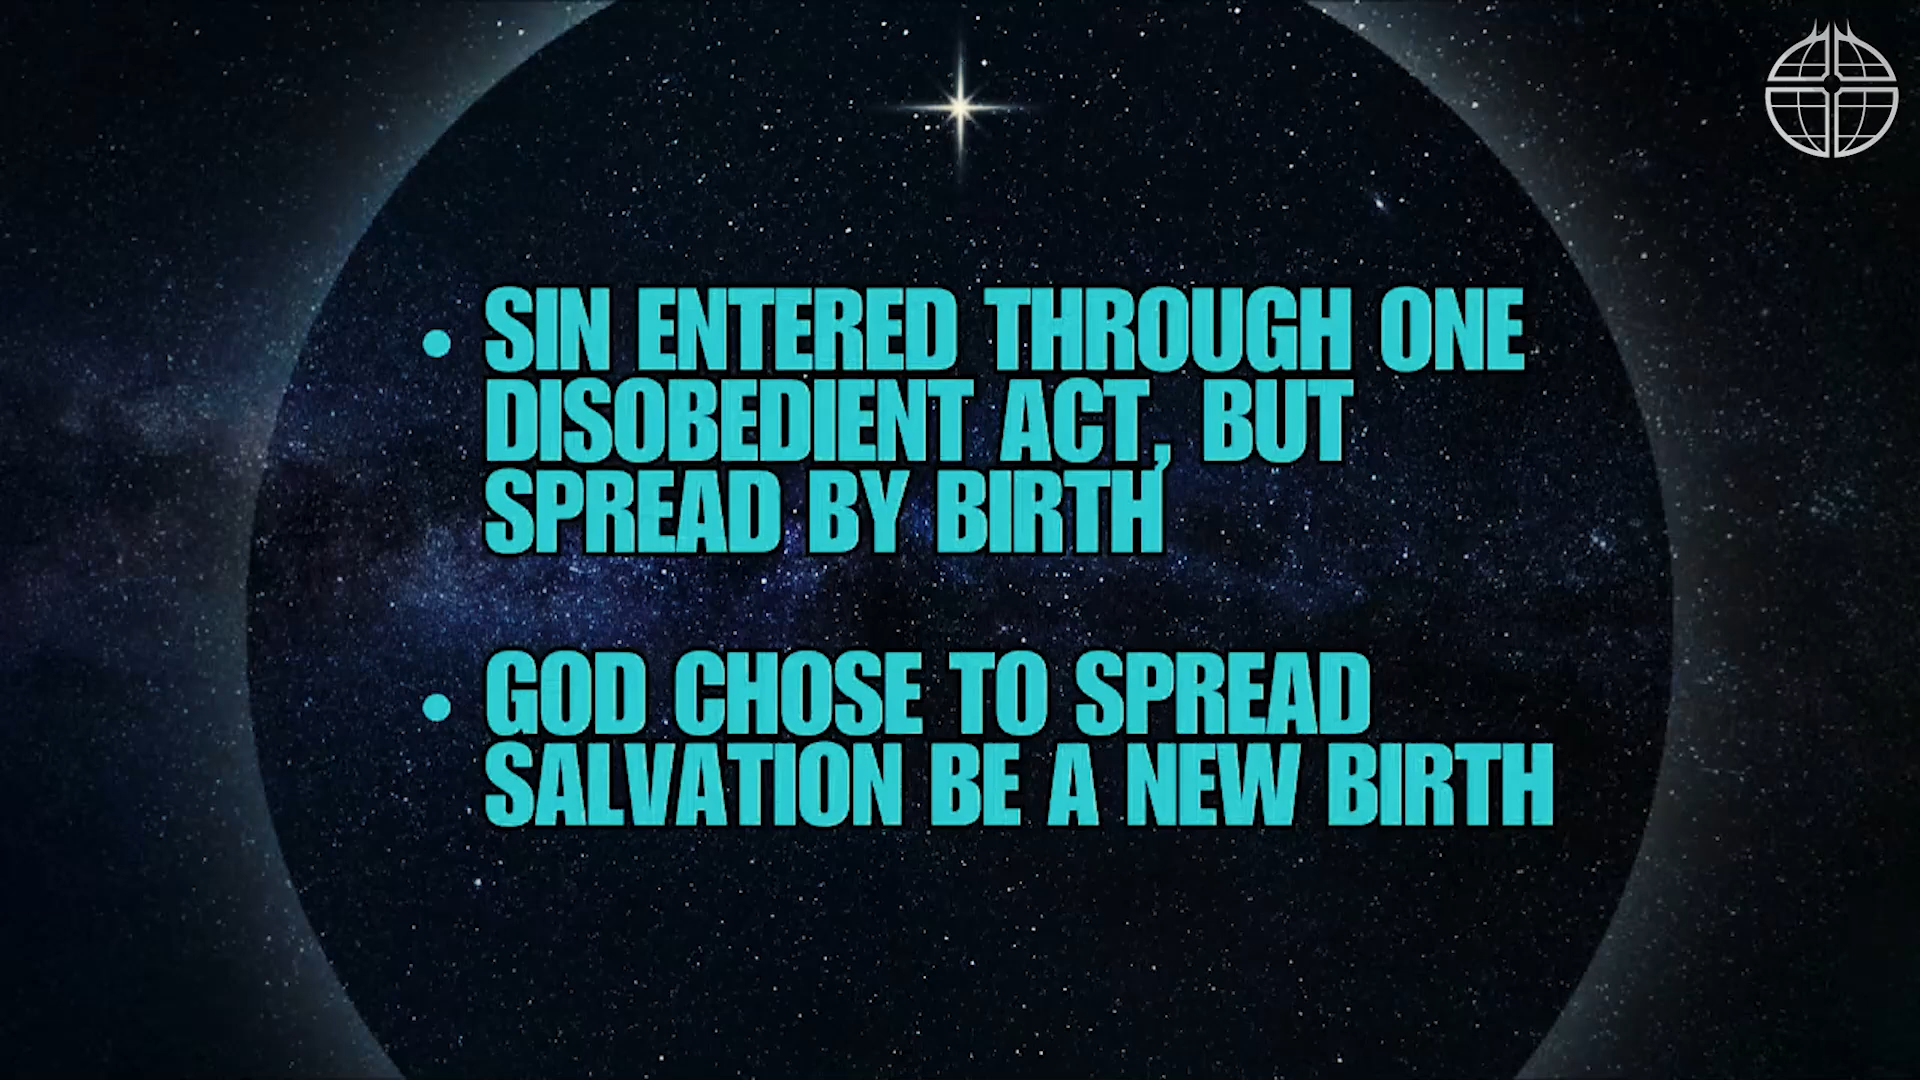 • SIN ENTERED THROUGH ONE
DISOBEDIENT ACT, BUT
SPREAD BY BIRTH
• GOD CHOSE TO SPREAD
SALVATION BE A NEW BIRTH